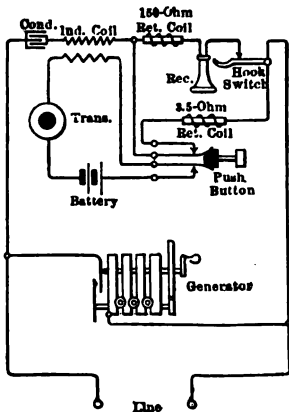 Cond.
Ind. Coil
150-Ohm
Ret. Coil
Rec.
Hook
Switch
Trans.
3.5-Ohm
Ret. Coil
Push
Button
Battery
Generator
Line